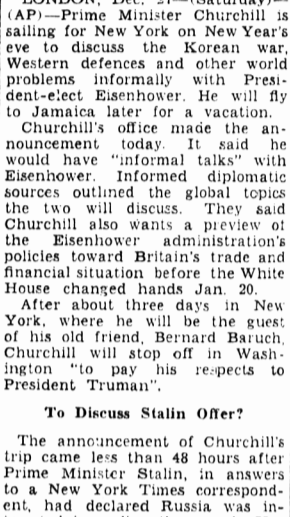 (AP)—Prime Minister Churchill is
sailing for New York on New Year's
eve to discuss the Korean war,
Western defences and other world
problems informally with Presi-
dent-elect Eisenhower. He will fly
to Jamaica later for a vacation.
Churchill's office made the an-
nouncement today. It said he
would have "informal talks" with
Eisenhower. Informed diplomatic
sources outlined the global topics
the two will discuss. They said
Churchill also wants a preview of
the Eisenhower administration's
policies toward Britain's trade and
financial situation before the White
House changed hands Jan. 20.
After about three days in New
York, where he will be the guest
of his old friend, Bernard Baruch,
Churchill will stop off in Wash-
ington "to pay his respects to
President Truman".
To Discuss Stalin Offer?
The announcement of Churchill's
trip came less than 48 hours after
Prime Minister Stalin, in answers
to a New York Times correspond-
ent, had declared Russia was in-